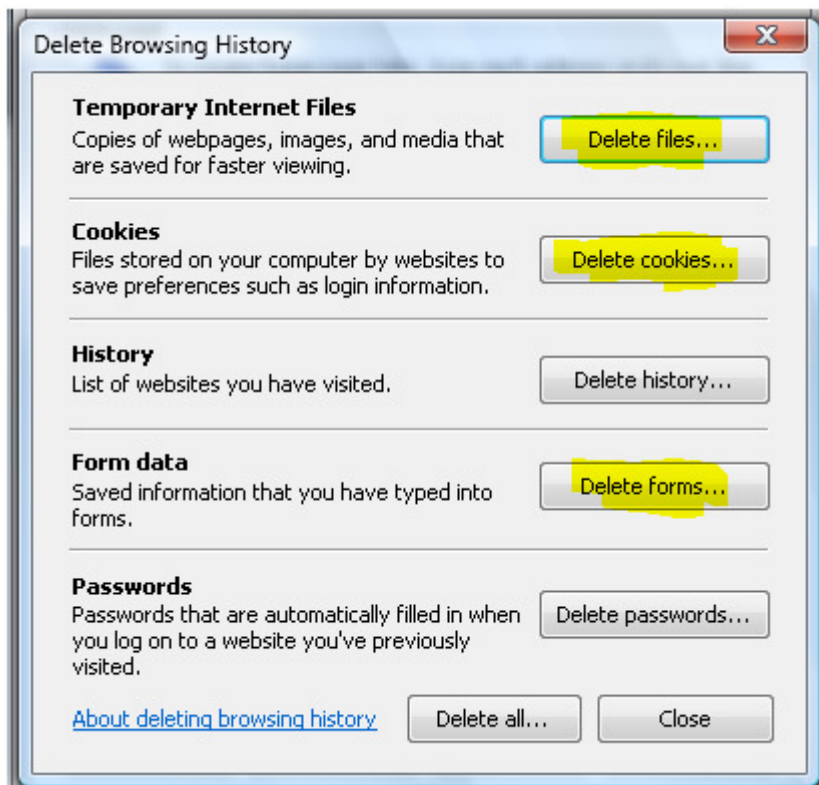 Delete Browsing History
Temporary Internet Files
Copies of webpages, images, and media that
are saved for faster viewing.
Delete files...
Cookies
Files stored on your computer by websites to
save preferences such as login information.
Delete cookies...
History
List of websites you have visited.
Delete history...
Form data
Saved information that you have typed into
forms.
Delete forms...
Passwords
Passwords that are automatically filled in when
you log on to a website you've previously
visited.
Delete passwords...
About deleting browsing history
Delete all...
Close